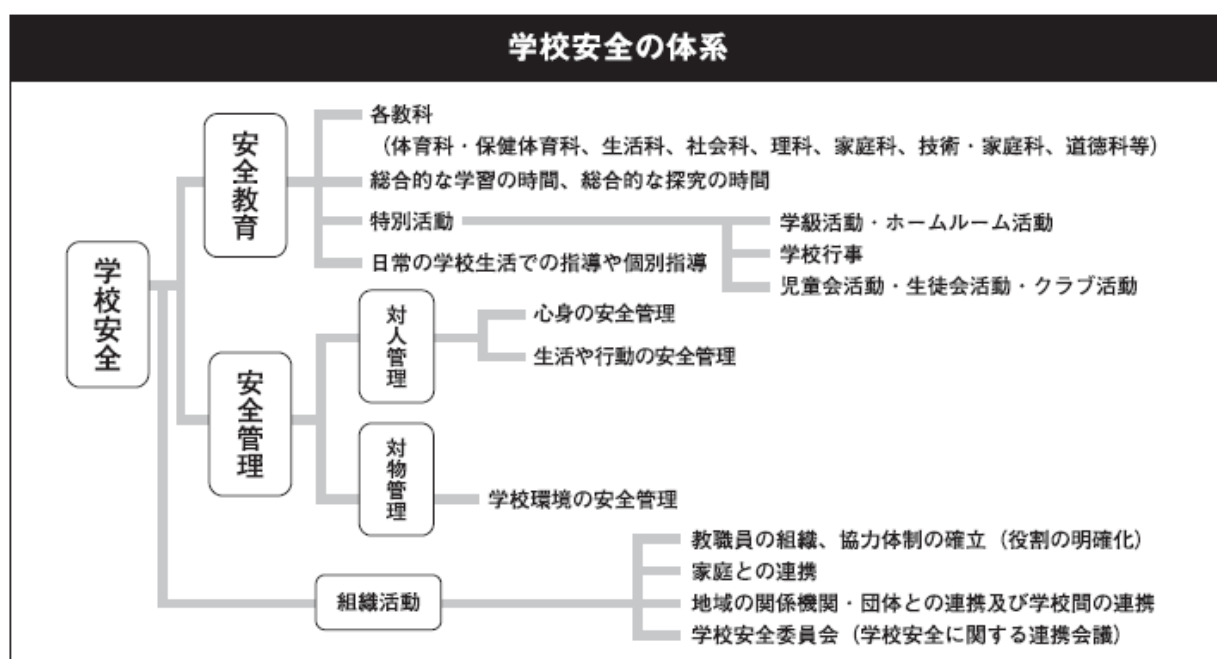 学校安全の体系
学校安全
安全教育
各教科
（体育科・保健体育科、生活科、社会科、理科、家庭科、技術・家庭科、道徳科等）
総合的な学習の時間、総合的な探究の時間
特別活動
学級活動・ホームルーム活動
学校行事
児童会活動・生徒会活動・クラブ活動
日常の学校生活での指導や個別指導
安全管理
対人管理
心身の安全管理
生活や行動の安全管理
対物管理
学校環境の安全管理
組織活動
教職員の組織、協力体制の確立（役割の明確化）
家庭との連携
地域の関係機関・団体との連携及び学校間の連携
学校安全委員会（学校安全に関する連携会議）